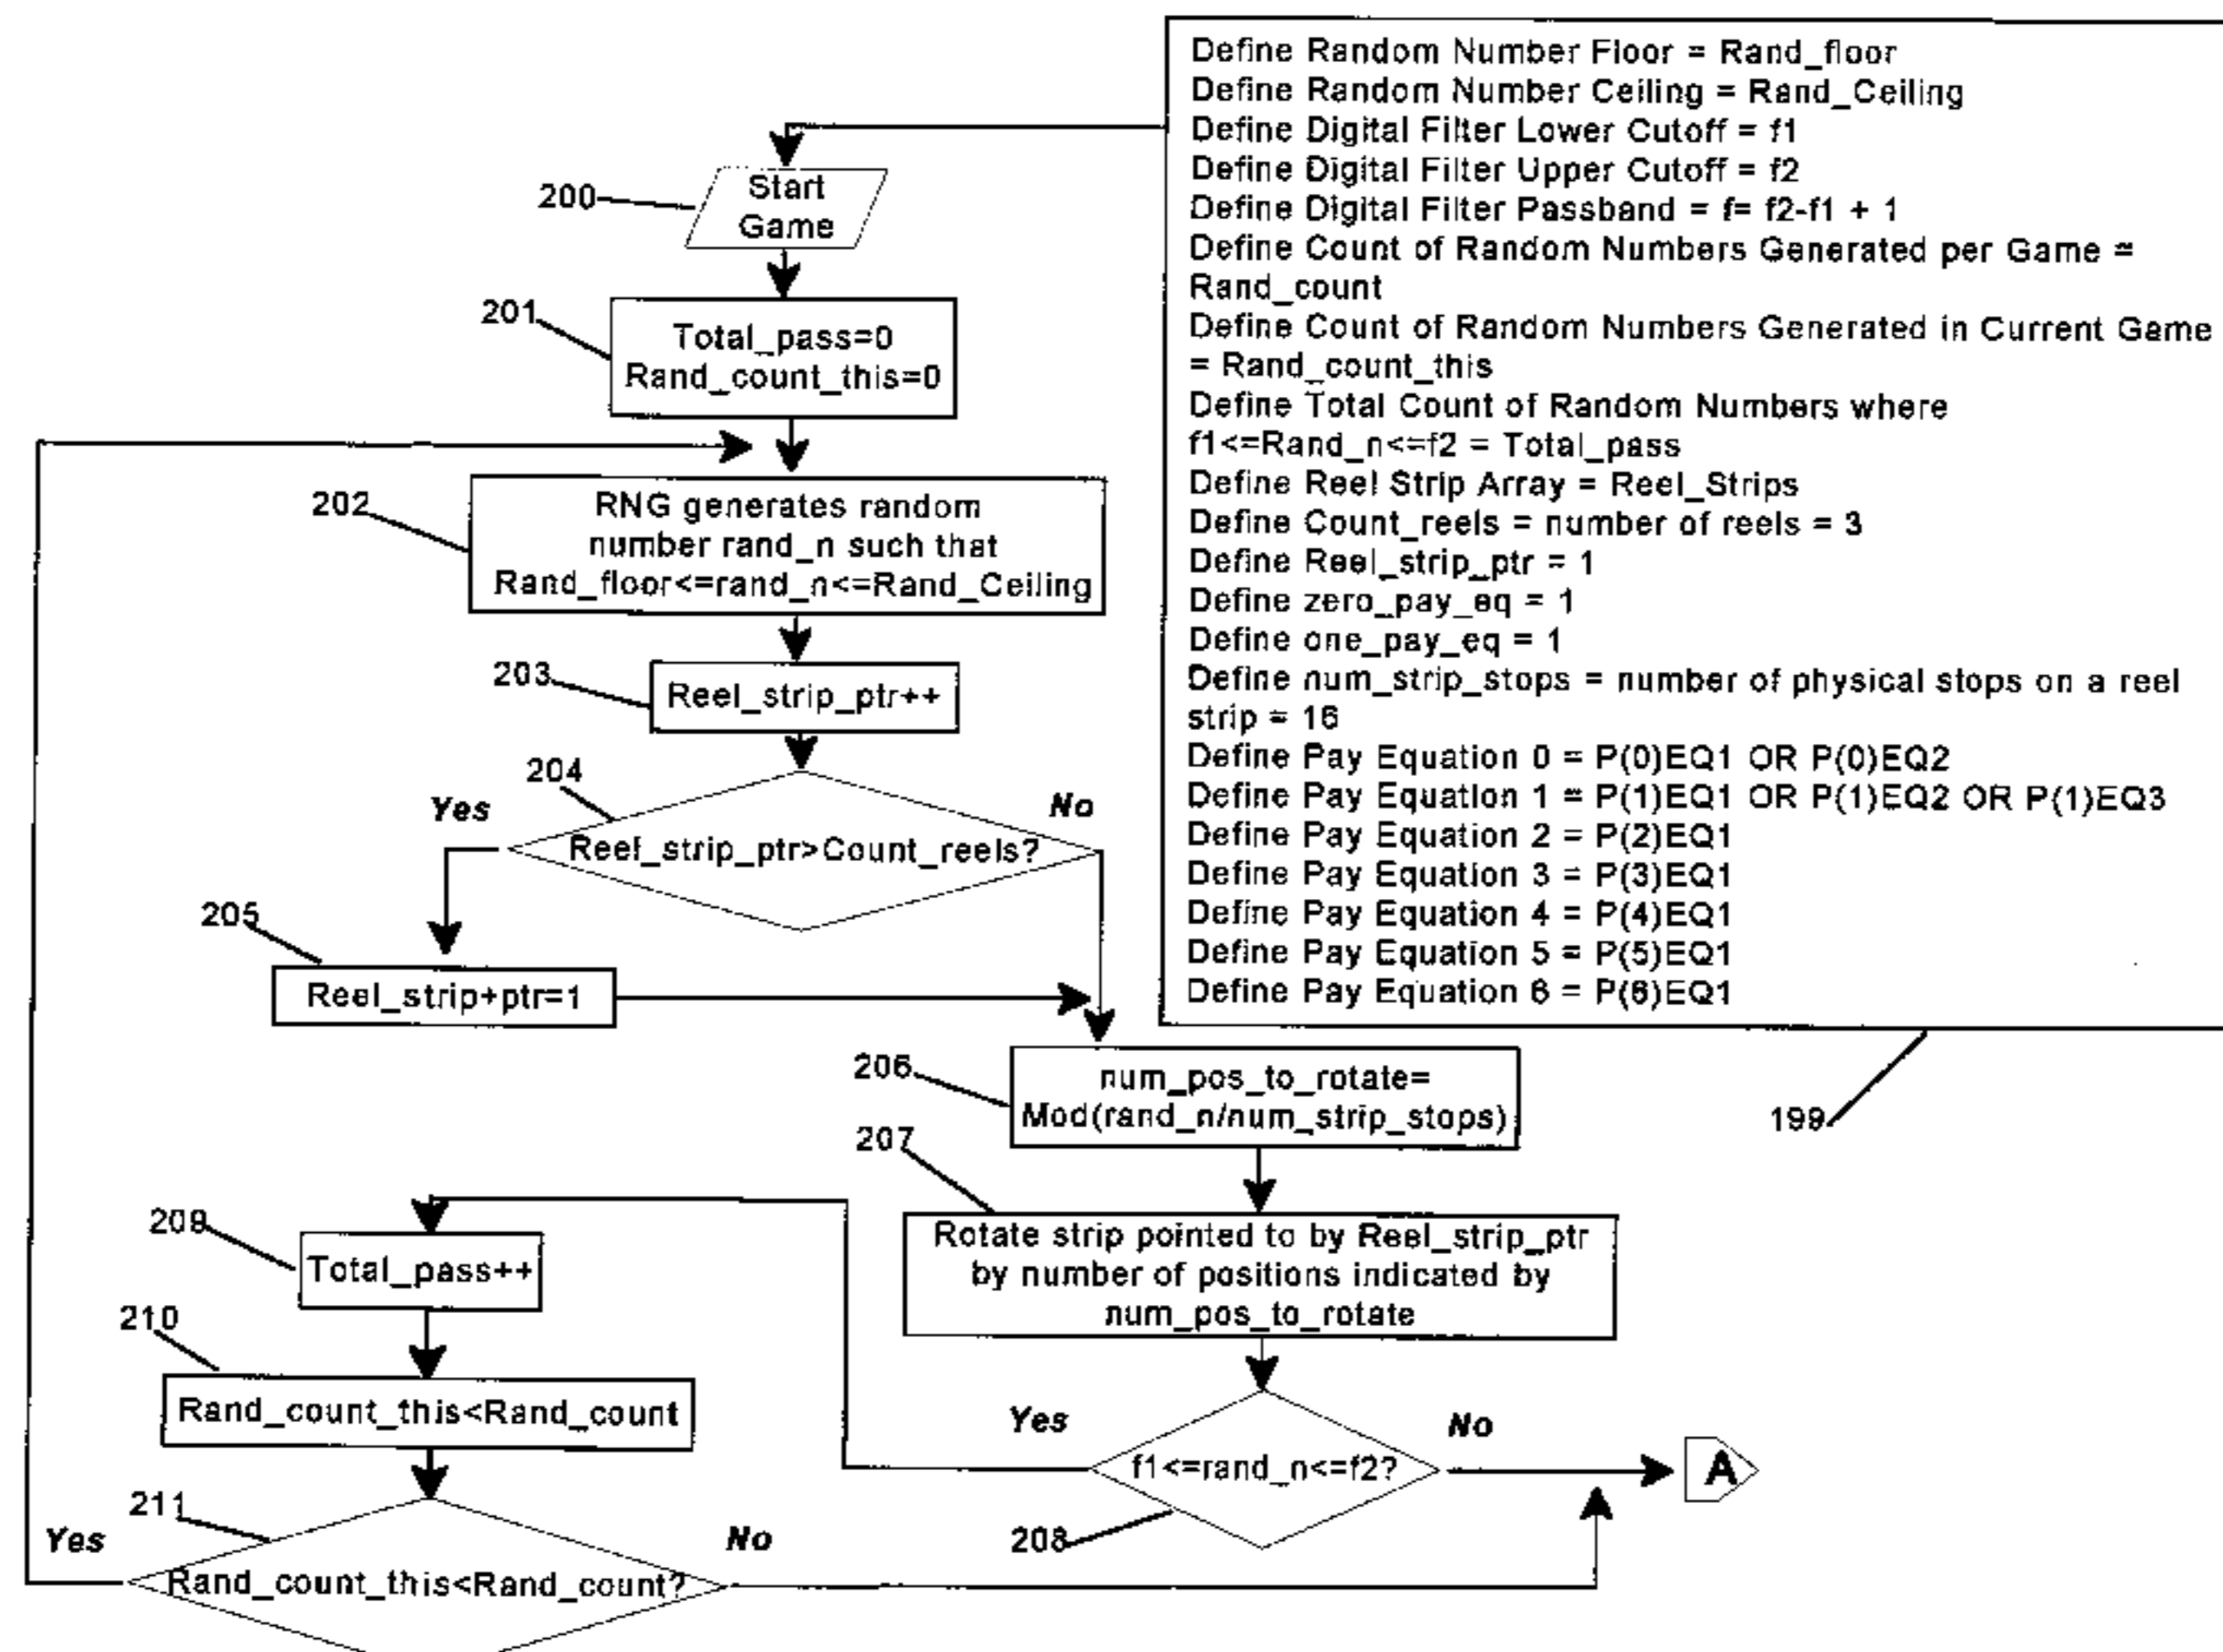 Define Random Number Floor = Rand_floor
Define Random Number Ceiling = Rand_Ceiling
Define Digital Filter Lower Cutoff = f1
Define Digital Filter Upper Cutoff = f2
Define Digital Filter Passband = f= f2-f1 + 1
Define Count of Random Numbers Generated per Game =
Rand_count
Define Count of Random Numbers Generated in Current Game
= Rand_count_this
Define Total Count of Random Numbers where
f1<=Rand_n<=f2 = Total_pass
Define Reel Strip Array = Reel_Strips
Define Count_reels = number of reels = 3
Define Reel_strip_ptr = 1
Define zero_pay_eq = 1
Define one_pay_eq = 1
Define num_strip_stops = number of physical stops on a reel
strip = 16
Define Pay Equation 0 = P(0)EQ1 OR P(0)EQ2
Define Pay Equation 1 = P(1)EQ1 OR P(1)EQ2 OR P(1)EQ3
Define Pay Equation 2 = P(2)EQ1
Define Pay Equation 3 = P(3)EQ1
Define Pay Equation 4 = P(4)EQ1
Define Pay Equation 5 = P(5)EQ1
Define Pay Equation 6 = P(6)EQ1
199
200
Start
Game
201
Total_pass=0
Rand_count_this=0
202
RNG generates random
number rand_n such that
Rand_floor<=rand_n<=Rand_Ceiling
203
Reel_strip_ptr++
204
Yes
No
Reel_strip_ptr>Count_reels?
205
Reel_strip+ptr=1
206
num_pos_to_rotate=
Mod(rand_n/num_strip_stops)
207
Rotate strip pointed to by Reel_strip_ptr
by number of positions indicated by
num_pos_to_rotate
Yes
No
f1<=rand_n<=f2?
A
208
209
Total_pass++
210
Rand_count_this<Rand_count
211
Yes
No
Rand_count_this<Rand_count?